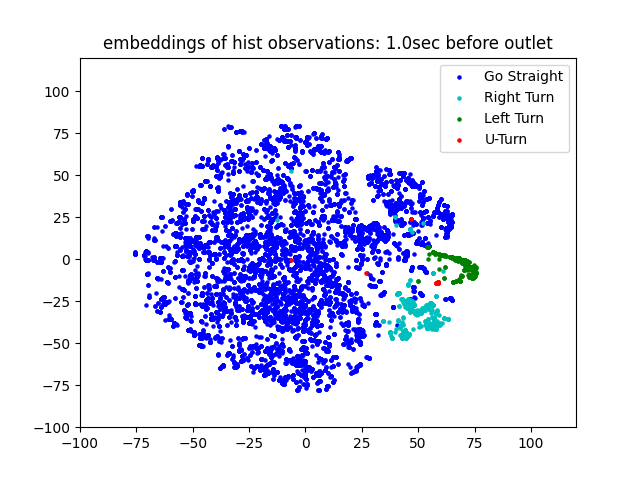 embeddings of hist observations: 1.0sec before outlet
Go Straight
Right Turn
Left Turn
U-Turn
100
75
50
25
0
−25
−50
−75
−100
−100 −75 −50 −25 0 25 50 75 100